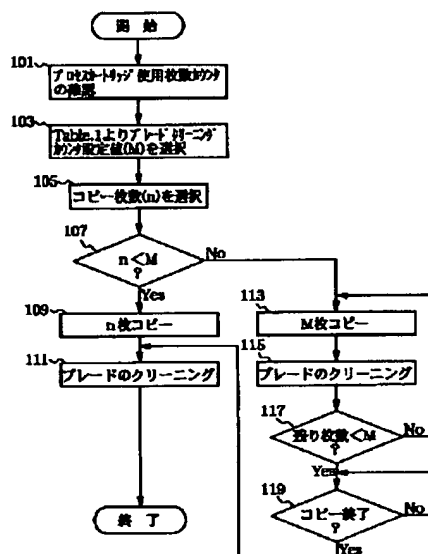 開 始
101
プロセスカートリッジ使用枚数カウンタ
の確認
103
Table.1よりブレードクリーニング
カウンタ設定値(M)を選択
105
コピー枚数(n)を選択
107
n<M
?
No
Yes
109
n枚コピー
113
M枚コピー
111
ブレードのクリーニング
115
ブレードのクリーニング
117
残り枚数<M
?
No
Yes
119
コピー終了
?
No
Yes
終 了